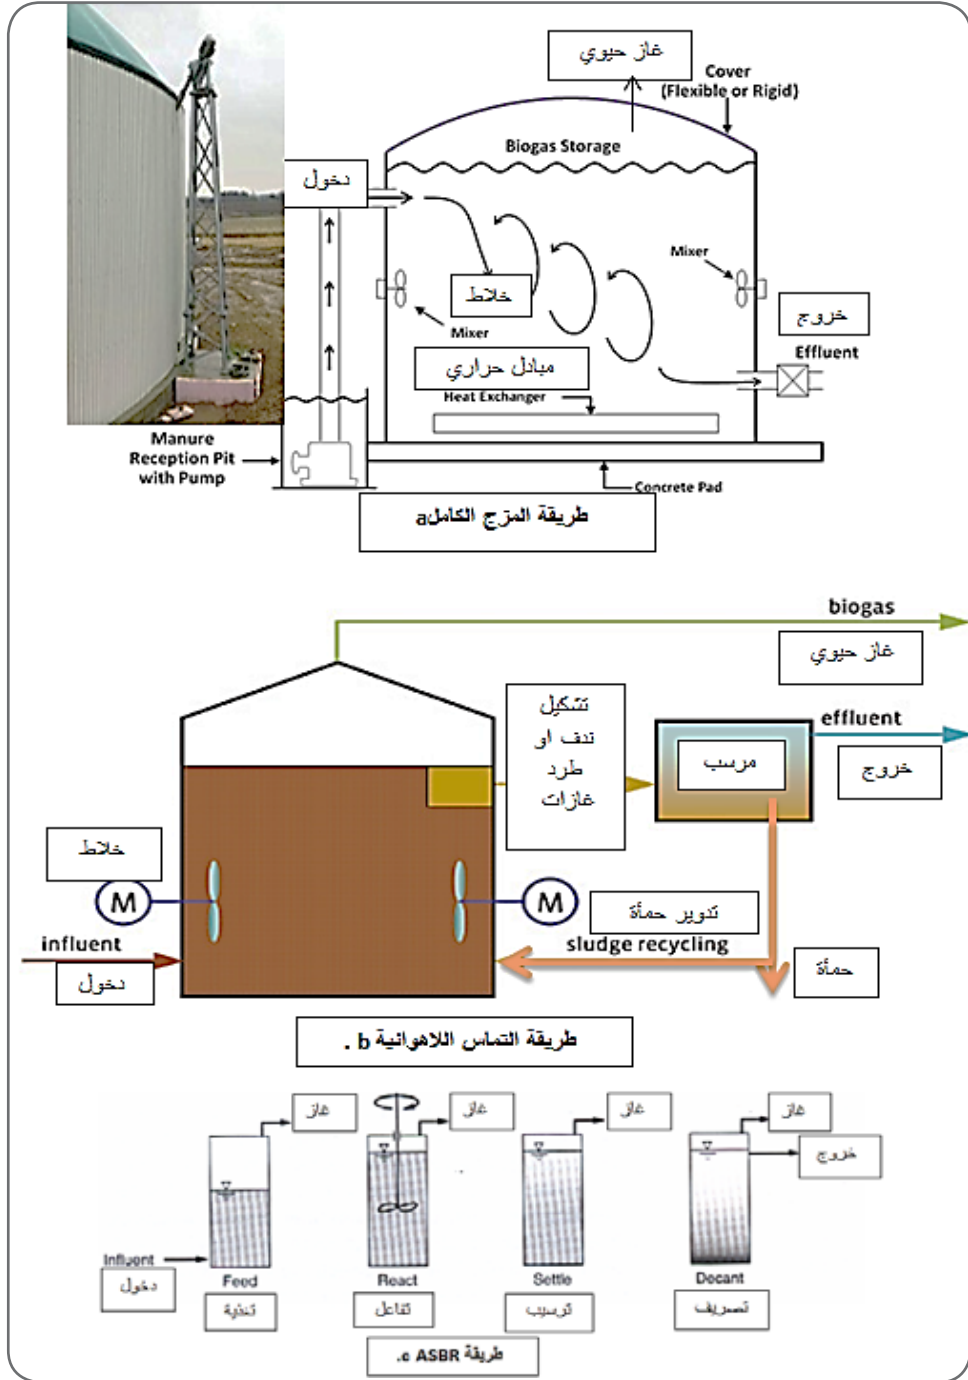 غاز حيوي
Cover
(Flexible or Rigid)
Biogas Storage
دخول
Mixer
خلاط
خروج
Mixer
Effluent
مبادل حراري
Heat Exchanger
Manure
Reception Pit
with Pump
Concrete Pad
طريقة المزج الكاملa
biogas
غاز حيوي
تشكيل
ندف او
طرد
غازات
effluent
مرسب
خروج
خلاط
M
M
تدوير حمأة
influent
sludge recycling
دخول
حمأة
طريقة التماس اللاهوائية b .
غاز
غاز
غاز
غاز
خروج
Influent
دخول
Feed
React
Settle
Decant
تغذية
تفاعل
ترسيب
تصريف
طريقة c ASBR.